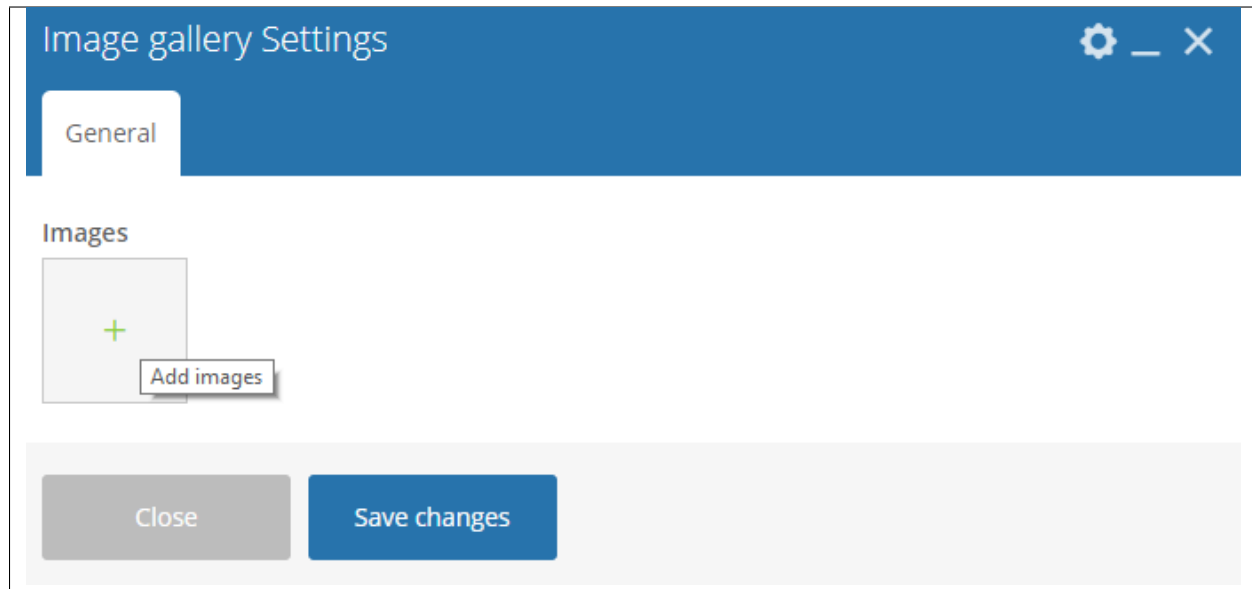 Image gallery Settings
General
Images
Add images
Close
Save changes